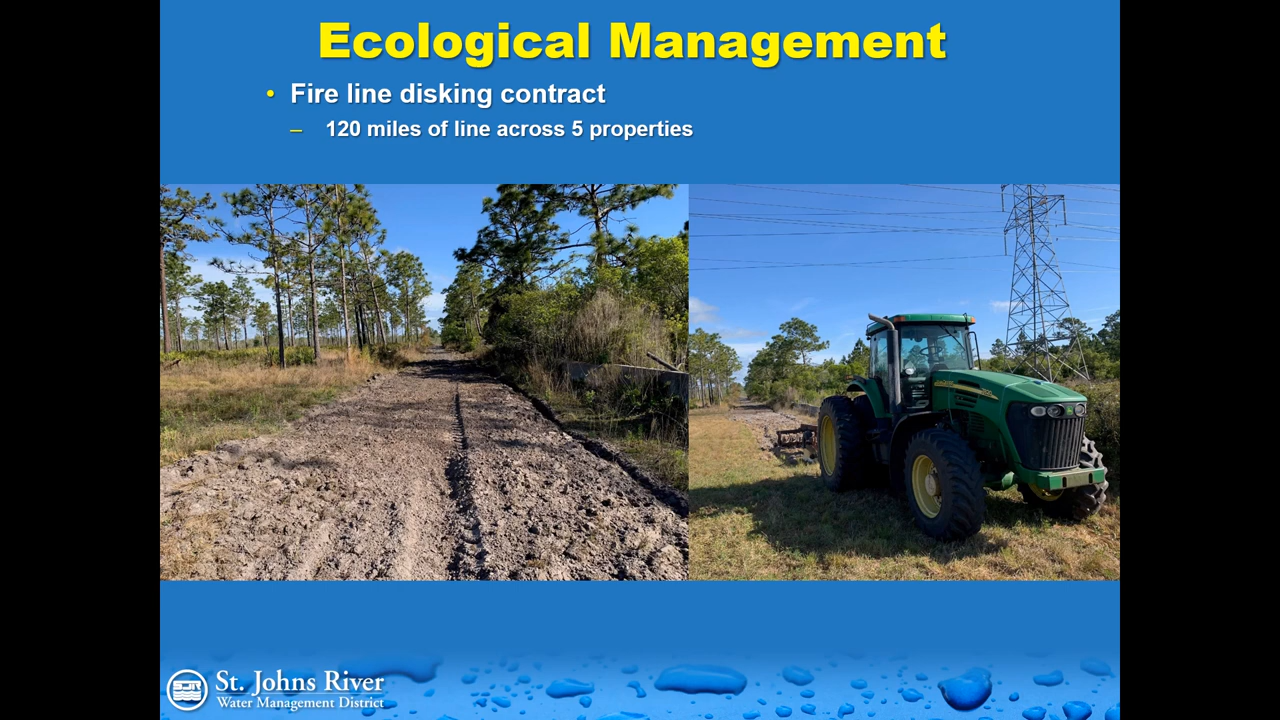 Ecological Management
• Fire line disking contract
– 120 miles of line across 5 properties
SJR
St. Johns River
Water Management District